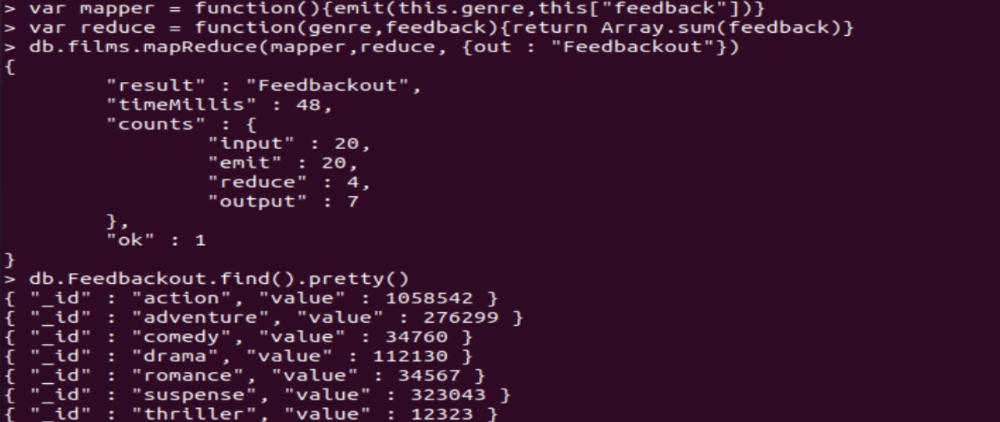 > var mapper = function(){emit(this.genre,this["feedback"])}
> var reduce = function(genre,feedback){return Array.sum(feedback)}
> db.films.mapReduce(mapper,reduce, {out : "Feedbackout"})
{
        "result" : "Feedbackout",
        "timeMillis" : 48,
        "counts" : {
                "input" : 20,
                "emit" : 20,
                "reduce" : 4,
                "output" : 7
        },
        "ok" : 1
}
> db.Feedbackout.find().pretty()
{ "_id" : "action", "value" : 1058542 }
{ "_id" : "adventure", "value" : 276299 }
{ "_id" : "comedy", "value" : 34760 }
{ "_id" : "drama", "value" : 112130 }
{ "_id" : "romance", "value" : 34567 }
{ "_id" : "suspense", "value" : 323043 }
{ "_id" : "thriller", "value" : 12323 }